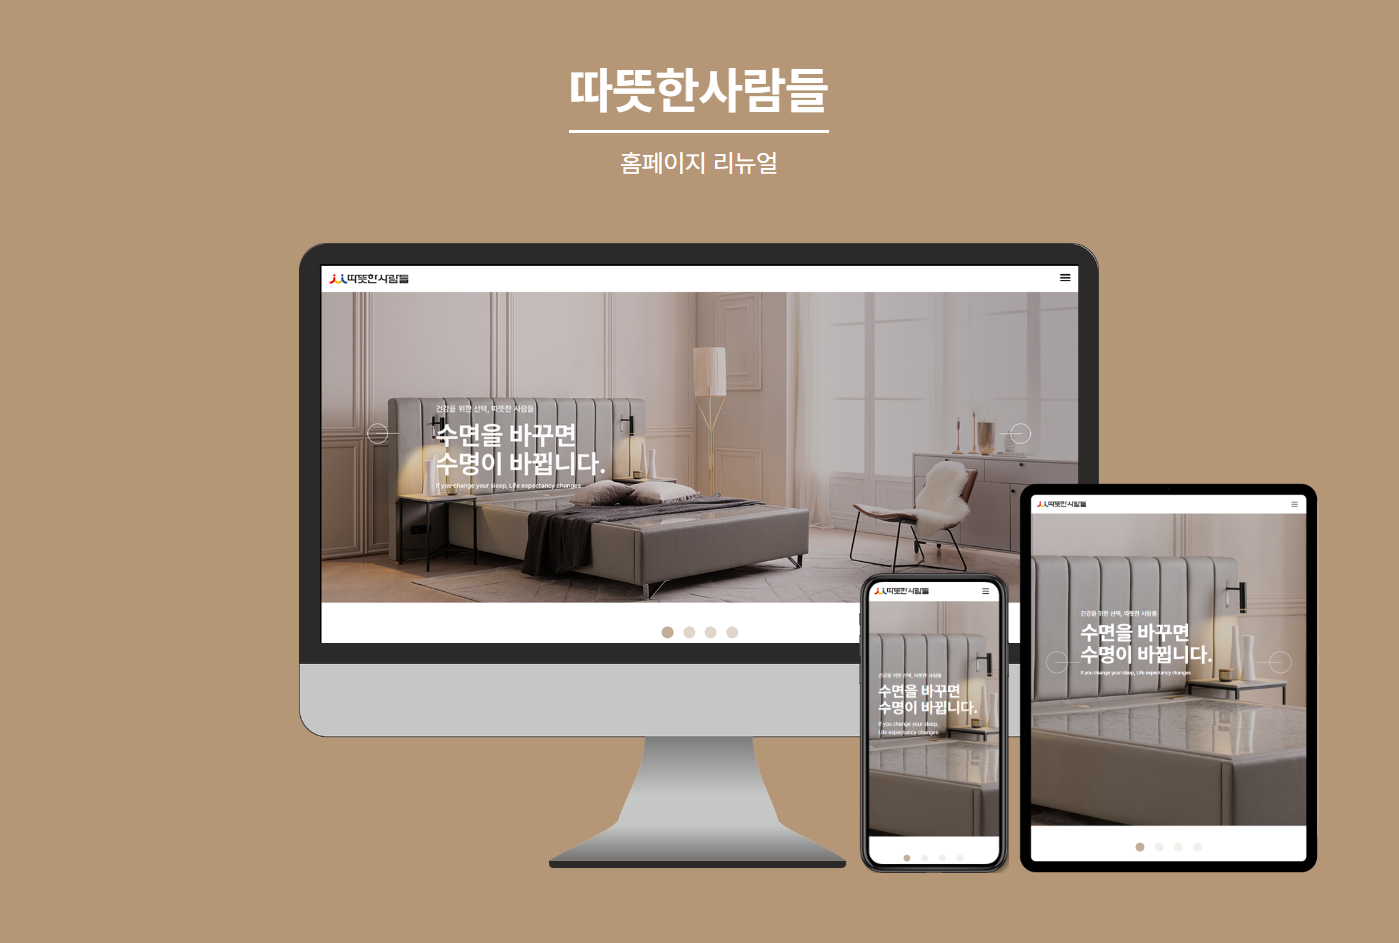 따뜻한사람들
홈페이지 리뉴얼
따뜻한사람들
건강을 위한 선택, 따뜻한 사람들
수면을 바꾸면
수명이 바뀝니다.
If you change your sleep, Life expectancy changes
따뜻한사람들
건강을 위한 선택, 따뜻한 사람들
수면을 바꾸면
수명이 바뀝니다.
If you change your sleep,
Life expectancy changes
따뜻한사람들
건강을 위한 선택, 따뜻한 사람들
수면을 바꾸면
수명이 바뀝니다.
If you change your sleep, Life expectancy changes